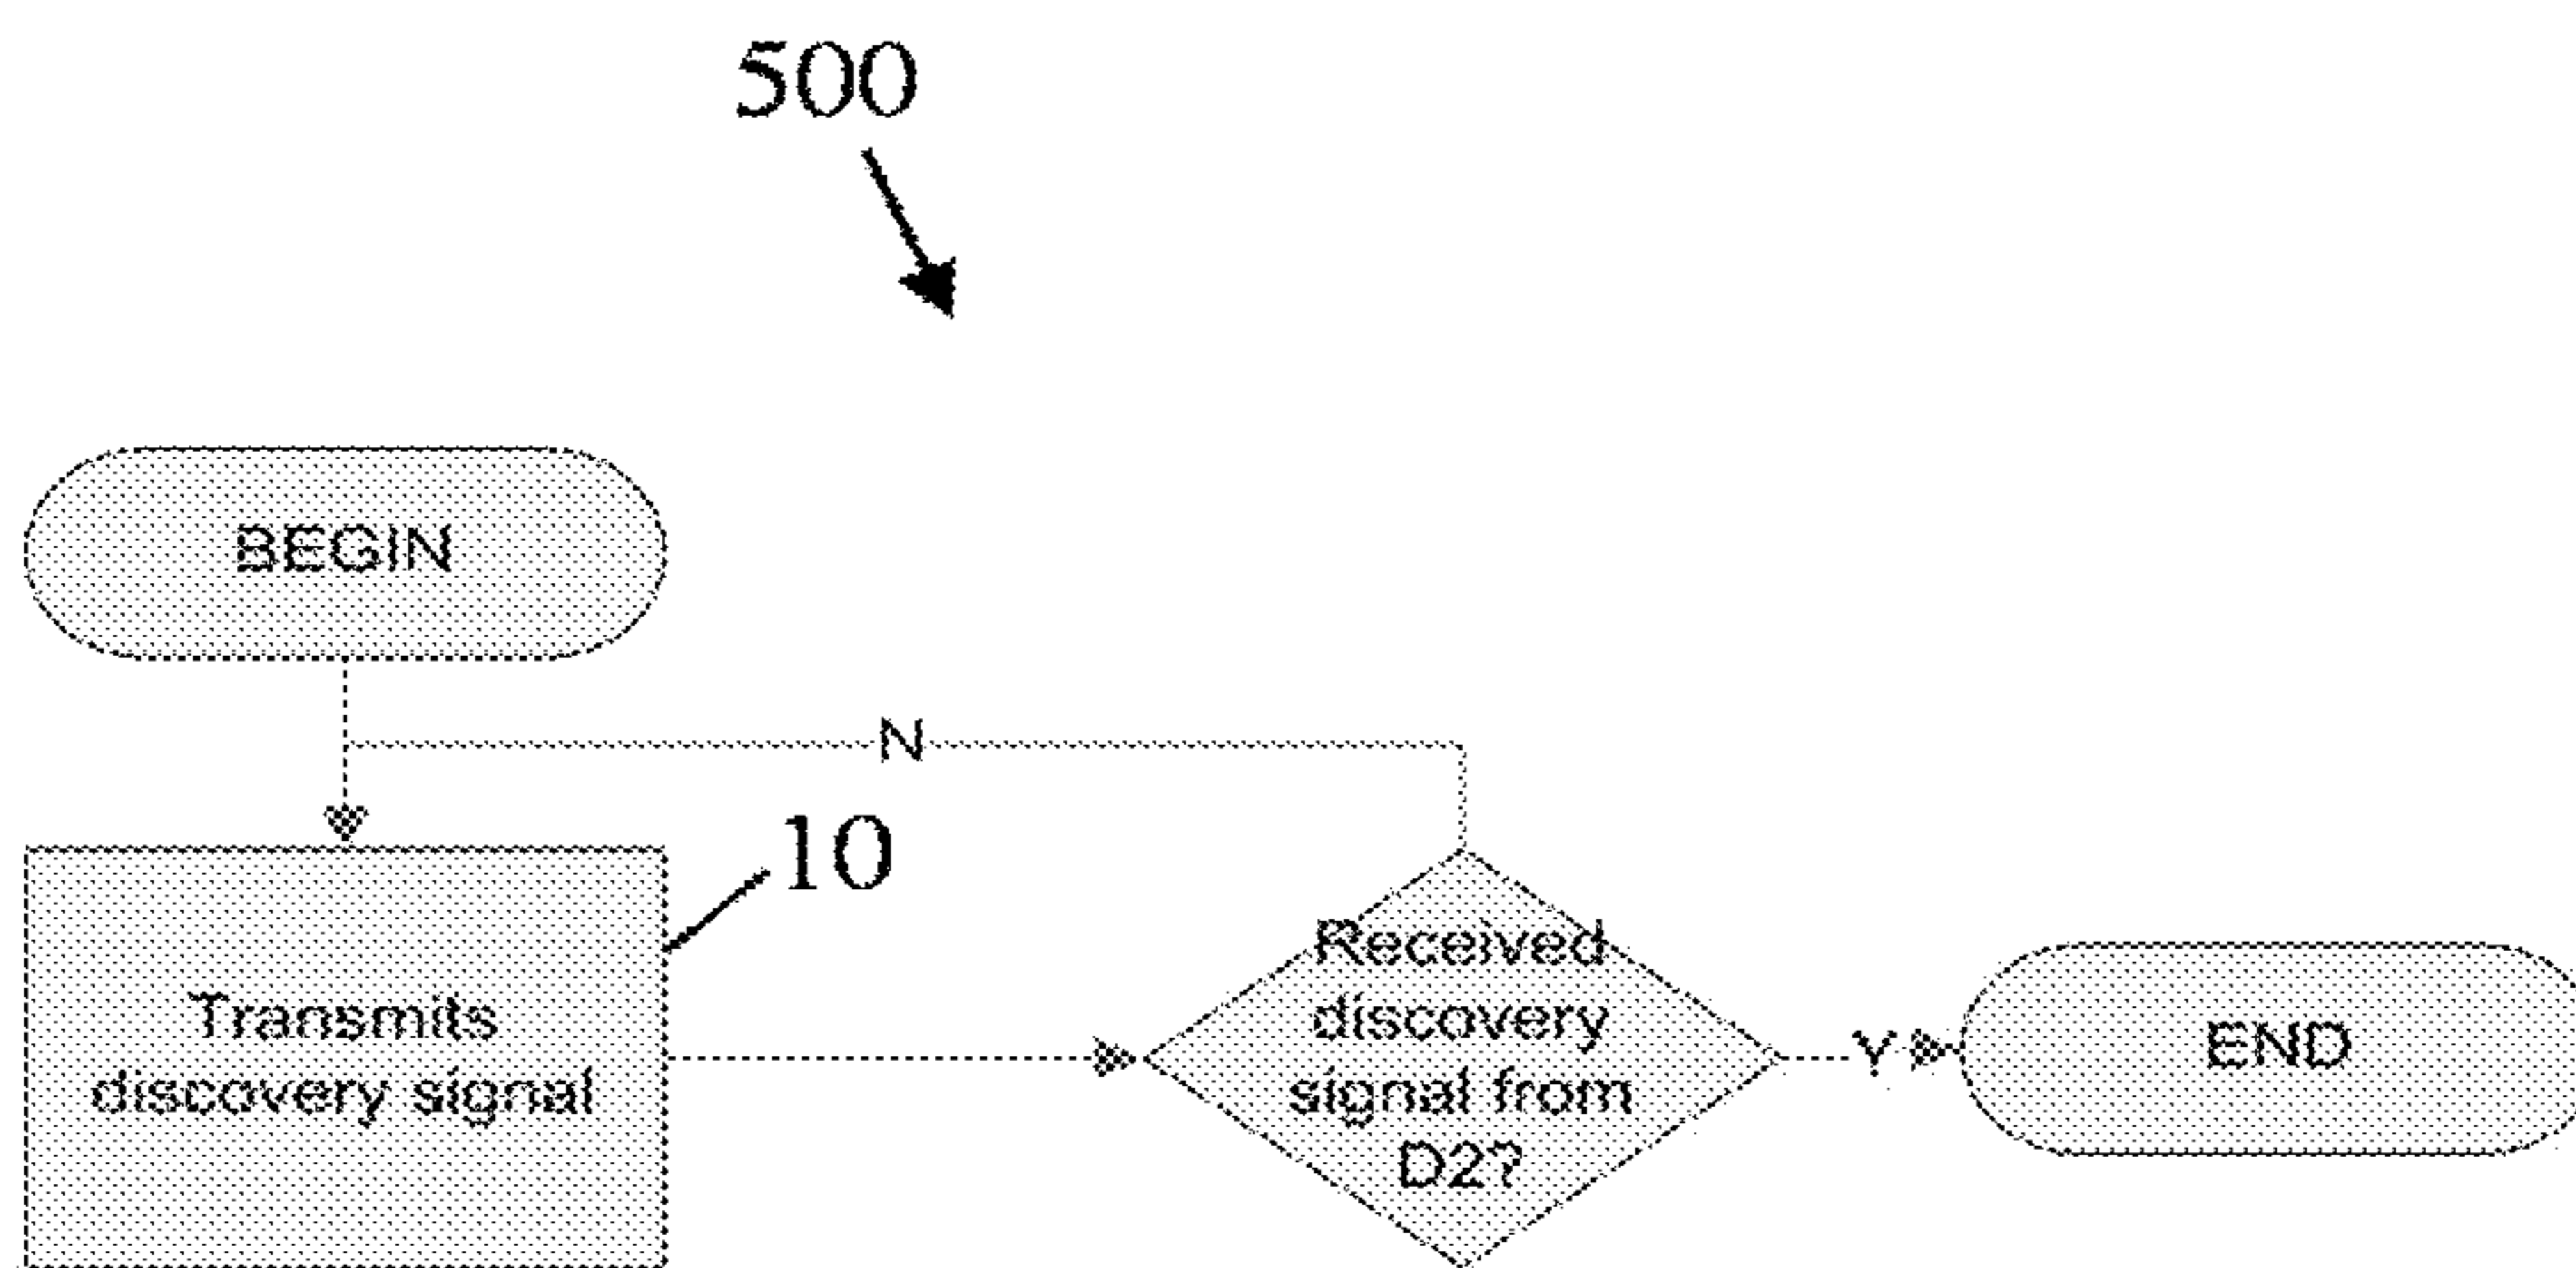 500
BEGIN
N
10
Transmits
discovery signal
Received
discovery
signal from
D2?
Y
END